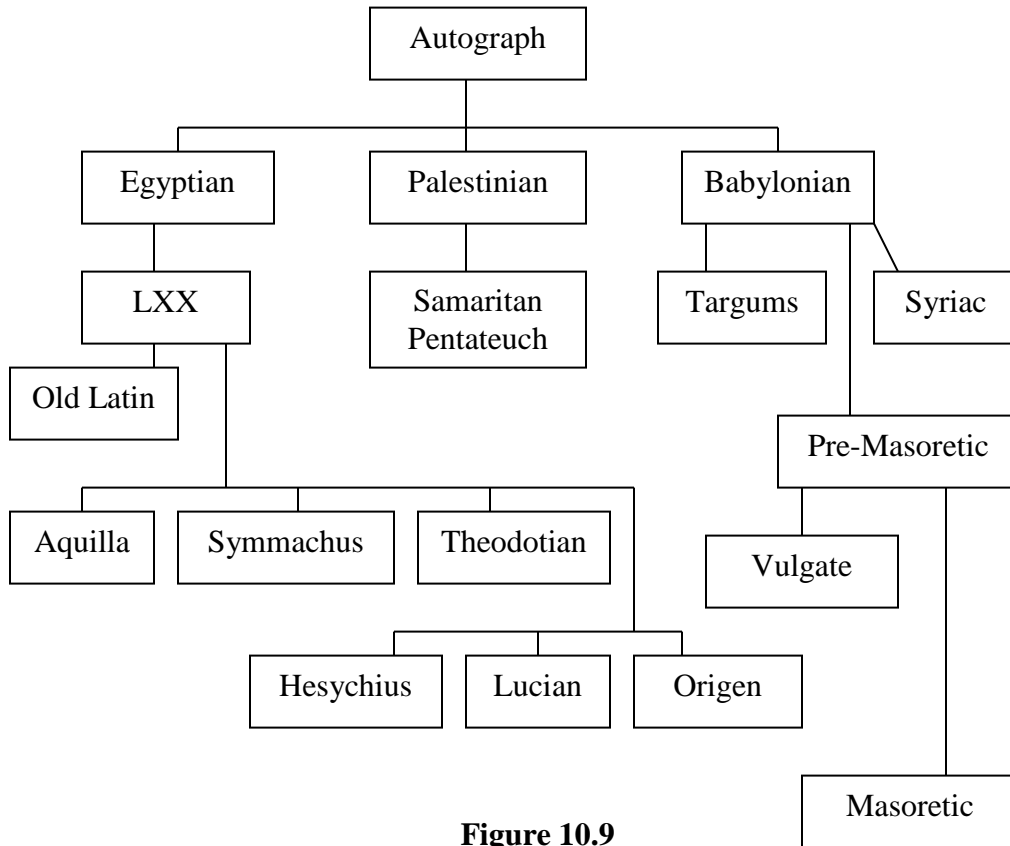 Autograph
Egyptian
Palestinian
Babylonian
LXX
Samaritan
Pentateuch
Targums
Syriac
Old Latin
Pre-Masoretic
Aquilla
Symmachus
Theodotian
Vulgate
Hesychius
Lucian
Origen
Masoretic
Figure 10.9